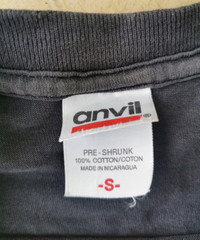 anvil
PRE-SHRUNK
100% COTTON/COTON
MADE IN NICARAGUA
-S-